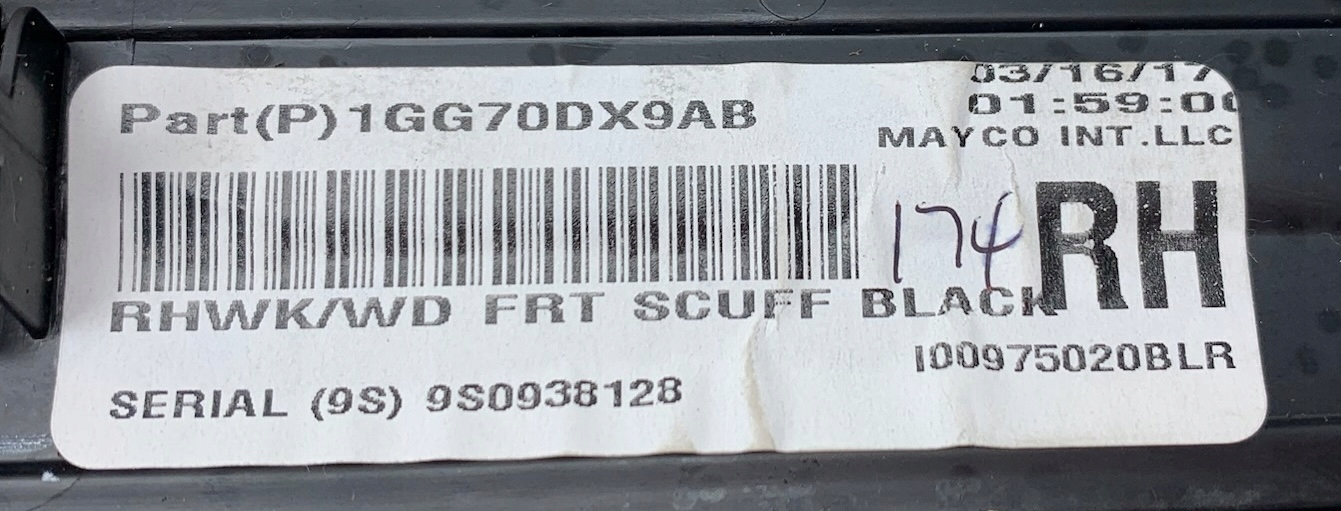 03/16/17
Part(P)1GG70DX9AB
01:59:00
MAYCO INT.LLC
174
RH
RHWK/WD FRT SCUFF BLACK
I00975020BLR
SERIAL (9S) 9S0938128